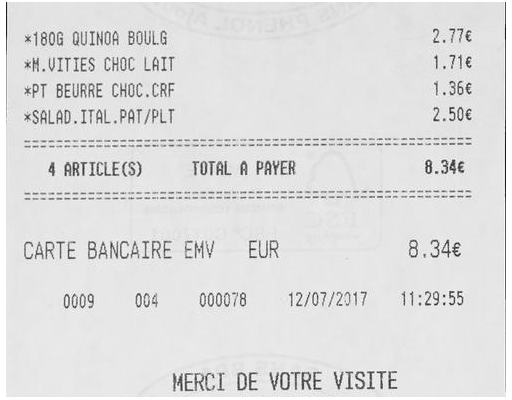 *180G QUINOA BOULG 2.77€
*M.VITIES CHOC LAIT 1.71€
*PT BEURRE CHOC.CRF 1.36€
*SALAD.ITAL.PAT/PLT 2.50€
================================================
4 ARTICLE(S) TOTAL A PAYER 8.34€
================================================
CARTE BANCAIRE EMV EUR 8.34€
0009 004 000078 12/07/2017 11:29:55
MERCI DE VOTRE VISITE